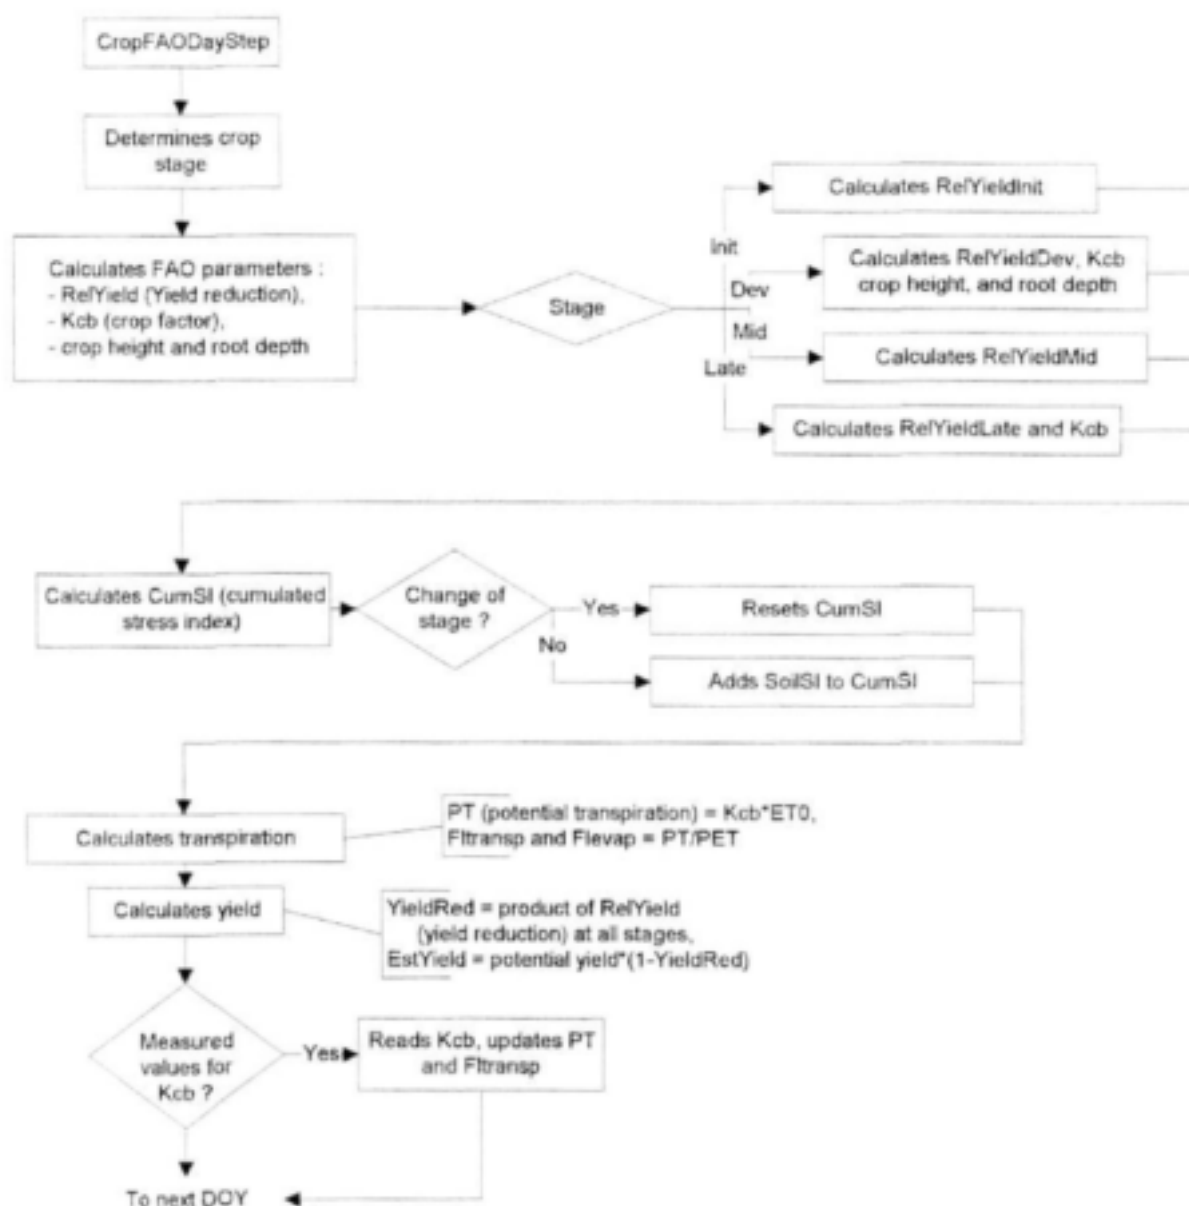 CropFAODayStep
Determines crop
stage
Calculates FAO parameters :
- RelYield (Yield reduction),
- Kcb (crop factor),
- crop height and root depth
Stage
Init
Dev
Mid
Late
Calculates RelYieldInit
Calculates RelYieldDev, Kcb
crop height, and root depth
Calculates RelYieldMid
Calculates RelYieldLate and Kcb
Calculates CumSI (cumulated
stress index)
Change of
stage ?
Yes
No
Resets CumSI
Adds SoilSI to CumSI
Calculates transpiration
PT (potential transpiration) = Kcb*ET0,
Fltransp and Flevap = PT/PET
Calculates yield
YieldRed = product of RelYield
(yield reduction) at all stages,
EstYield = potential yield*(1-YieldRed)
Measured
values for
Kcb ?
Yes
Reads Kcb, updates PT
and Fltransp
To next DOY